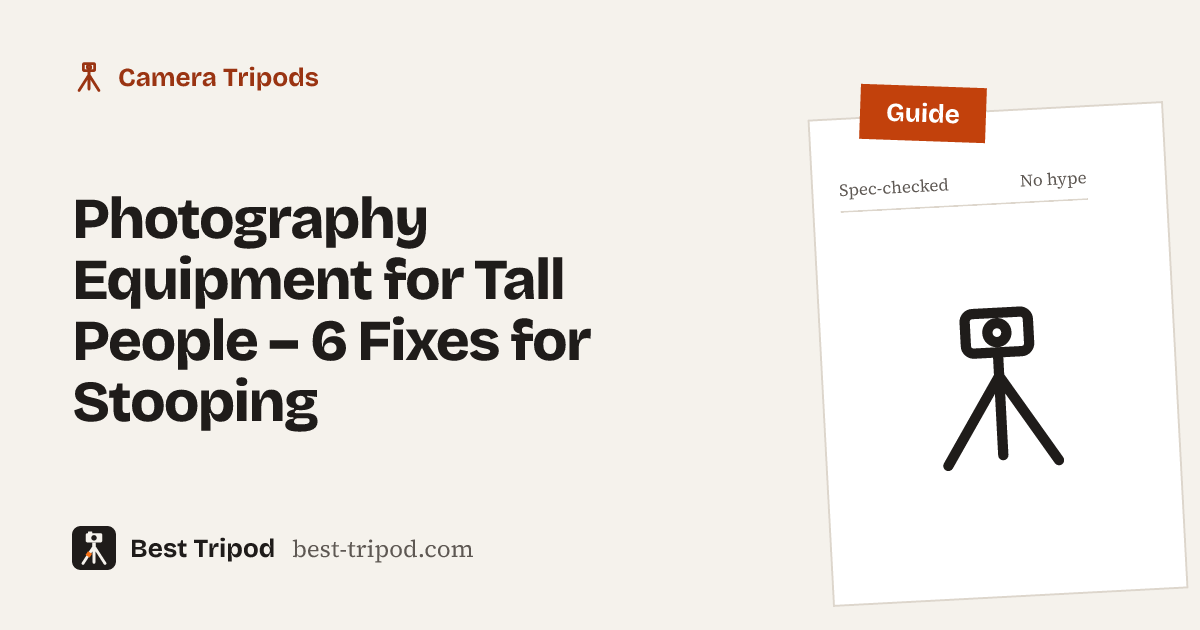 Camera Tripods
Guide
Spec-checked
No hype
Photography
Equipment for Tall
People – 6 Fixes for
Stooping
Best Tripod
best-tripod.com